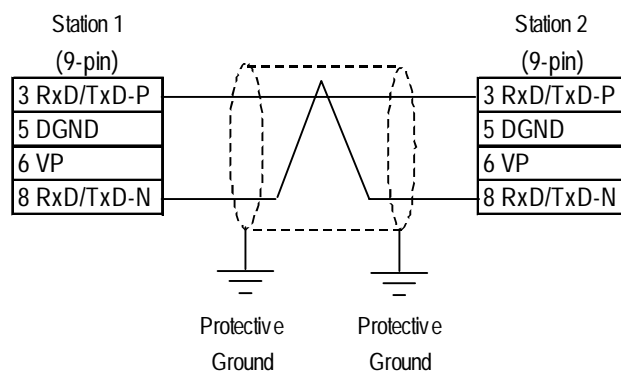 Station 1
(9-pin)
3 RxD/TxD-P
5 DGND
6 VP
8 RxD/TxD-N
Station 2
(9-pin)
3 RxD/TxD-P
5 DGND
6 VP
8 RxD/TxD-N
Protective
Ground
Protective
Ground